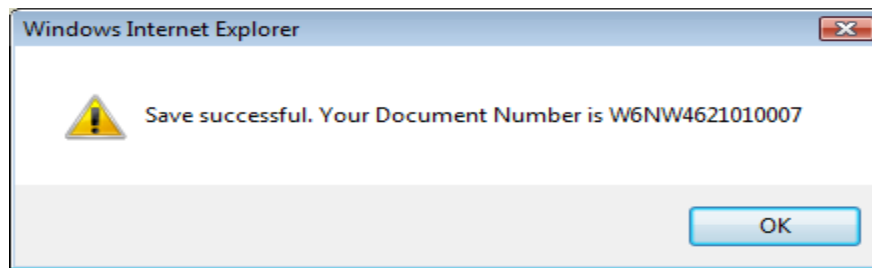 Windows Internet Explorer
Save successful. Your Document Number is W6NW4621010007
OK